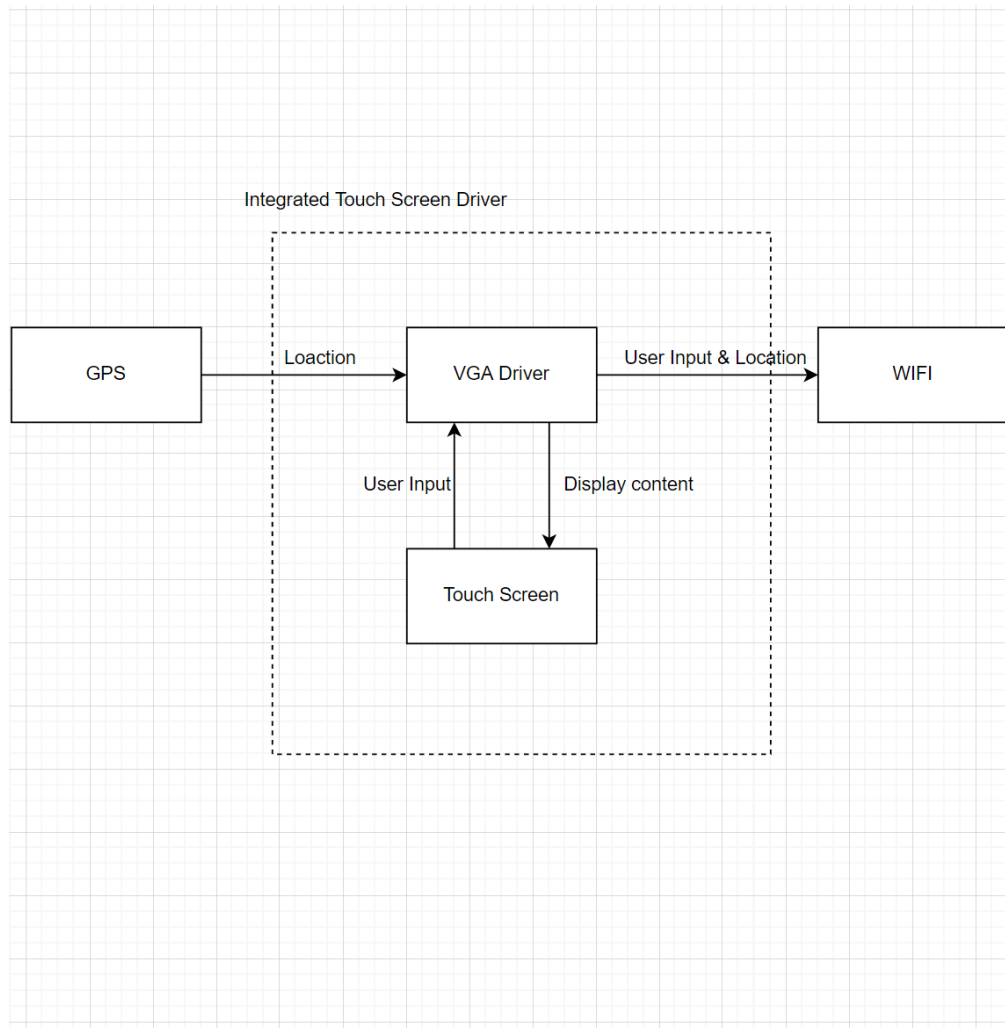 Integrated Touch Screen Driver
GPS
Loaction
VGA Driver
User Input & Location
WIFI
User Input
Display content
Touch Screen